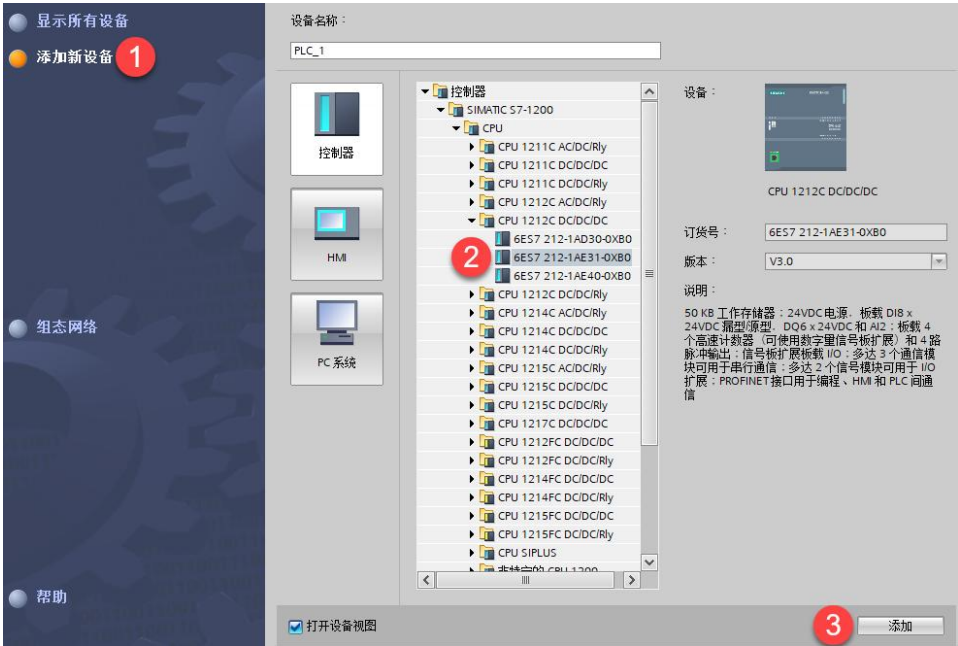 显示所有设备
添加新设备
1
组态网络
帮助
设备名称：
PLC_1
控制器
HMI
PC 系统
控制器
SIMATIC S7-1200
CPU
CPU 1211C AC/DC/Rly
CPU 1211C DC/DC/DC
CPU 1211C DC/DC/Rly
CPU 1212C AC/DC/Rly
CPU 1212C DC/DC/DC
6ES7 212-1AD30-0XB0
2
6ES7 212-1AE31-0XB0
6ES7 212-1AE40-0XB0
CPU 1212C DC/DC/Rly
CPU 1214C AC/DC/Rly
CPU 1214C DC/DC/DC
CPU 1214C DC/DC/Rly
CPU 1215C AC/DC/Rly
CPU 1215C DC/DC/DC
CPU 1215C DC/DC/Rly
CPU 1217C DC/DC/DC
CPU 1212FC DC/DC/DC
CPU 1212FC DC/DC/Rly
CPU 1214FC DC/DC/DC
CPU 1214FC DC/DC/Rly
CPU 1215FC DC/DC/DC
CPU 1215FC DC/DC/Rly
CPU SIPLUS
非特定的 CPU 1200
设备：
CPU 1212C DC/DC/DC
订货号：
6ES7 212-1AE31-0XB0
版本：
V3.0
说明：
50 KB 工作存储器；24VDC 电源，板载 DI8 x
24VDC 漏型/源型，DQ6 x 24VDC 和 AI2；板载 4
个高速计数器（可使用数字量信号板扩展）和 4 路
脉冲输出；信号板扩展板载 I/O；多达 3 个通信模
块可用于串行通信；多达 2 个信号模块可用于 I/O
扩展；PROFINET 接口用于编程、HMI 和 PLC 间通
信
打开设备视图
3
添加